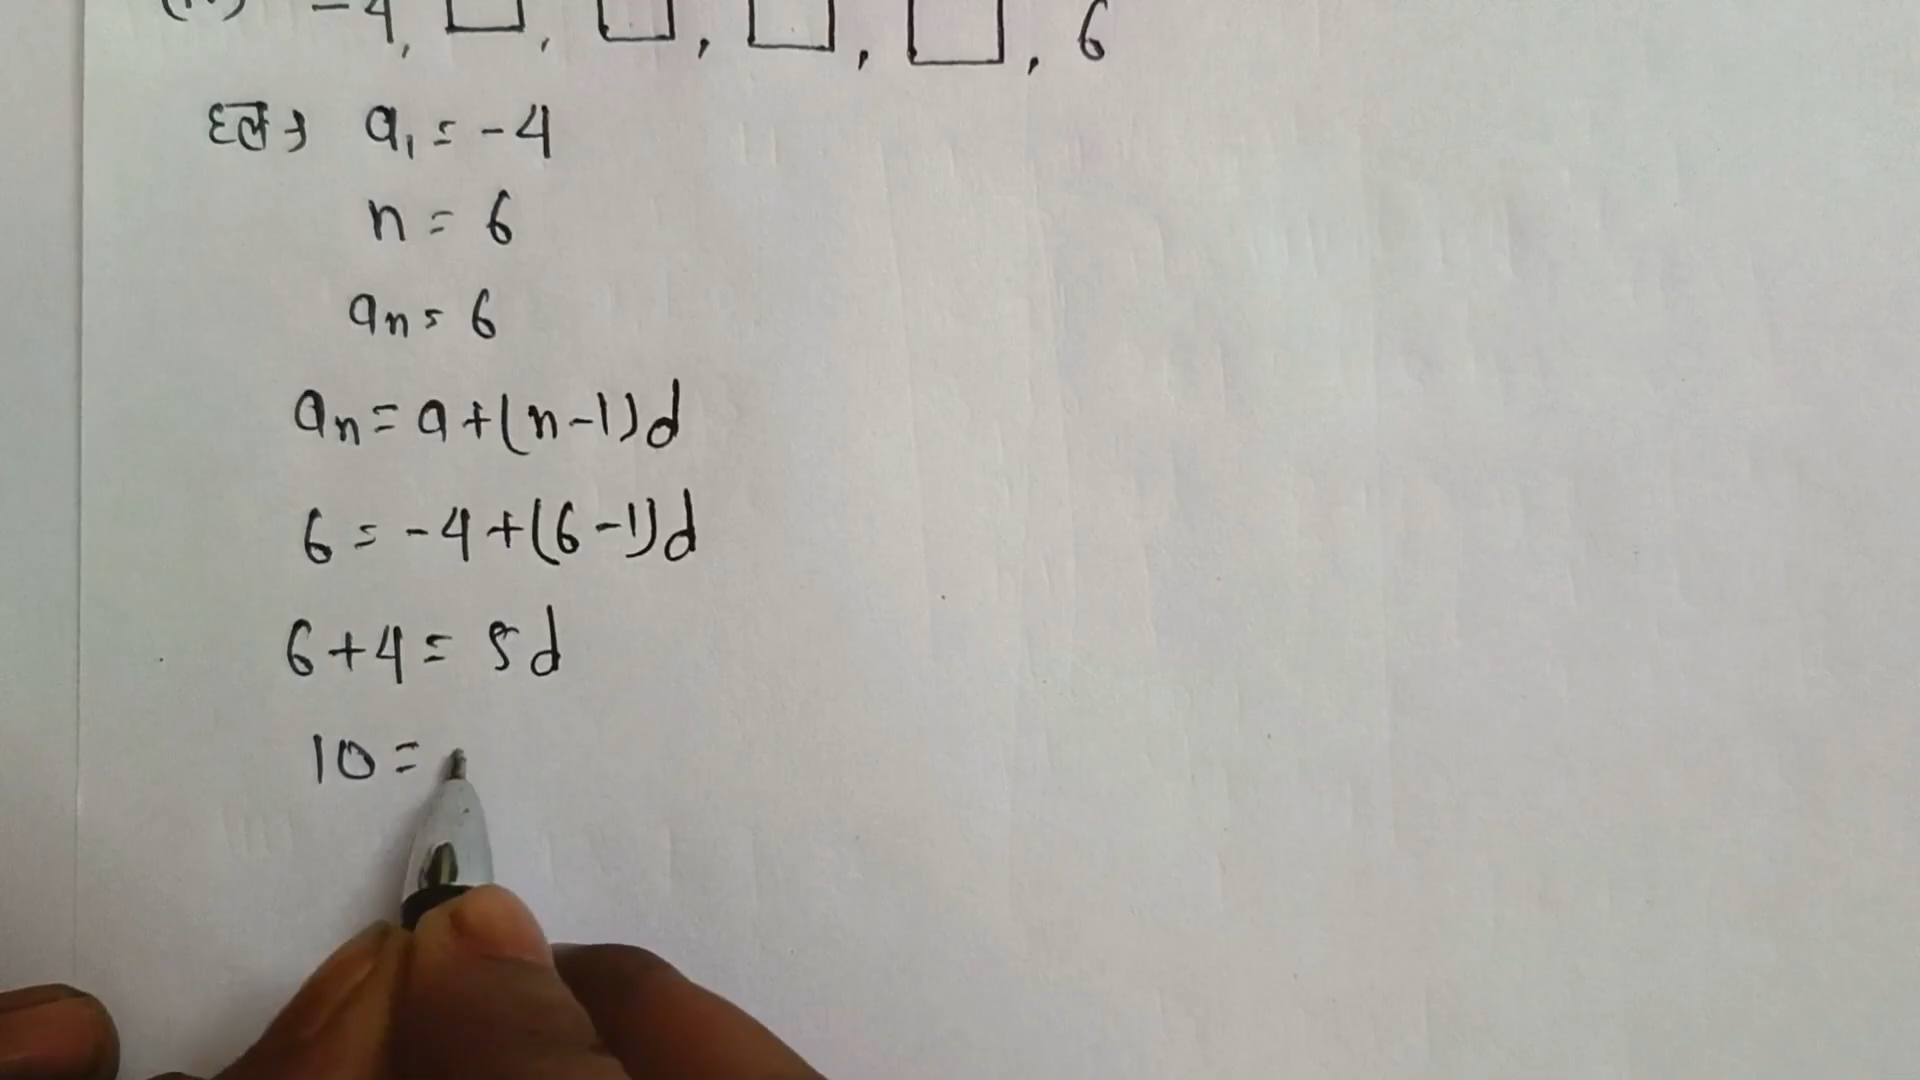 -4, □, □, □, □, 6
हल→ a₁ = -4
n = 6
aₙ = 6
aₙ = a+(n-1)d
6 = -4+(6-1)d
6+4 = 5d
10 =